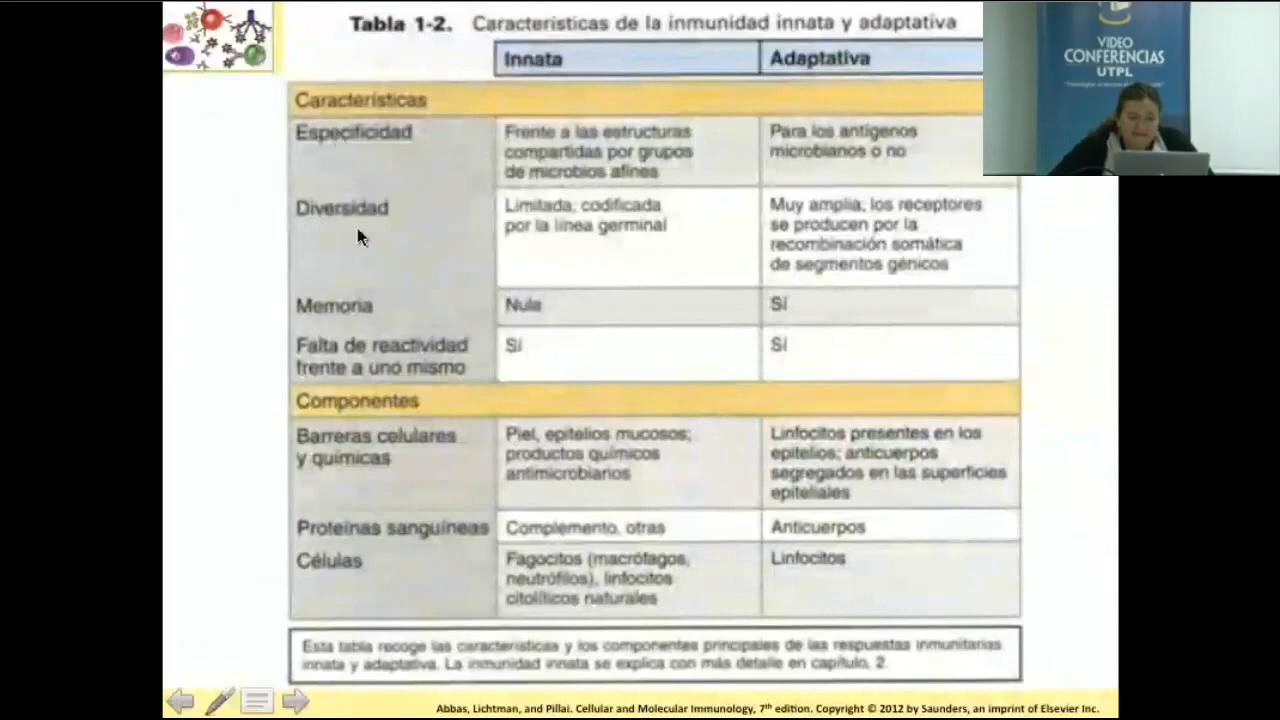 Tabla 1-2. Características de la inmunidad innata y adaptativa
Innata
Adaptativa
Características
Especificidad
Frente a las estructuras
compartidas por grupos
de microbios afines
Para los antígenos
microbianos o no
Diversidad
Limitada; codificada
por la línea germinal
Muy amplia; los receptores
se producen por la
recombinación somática
de segmentos génicos
Memoria
Nula
Sí
Falta de reactividad
frente a uno mismo
Sí
Sí
Componentes
Barreras celulares
y químicas
Piel, epitelios mucosos;
productos químicos
antimicrobianos
Linfocitos presentes en los
epitelios; anticuerpos
segregados en las superficies
epiteliales
Proteínas sanguíneas
Complemento, otras
Anticuerpos
Células
Fagocitos (macrófagos,
neutrófilos), linfocitos
citolíticos naturales
Linfocitos
Esta tabla recoge las características y los componentes principales de las respuestas inmunitarias
innata y adaptativa. La inmunidad innata se explica con más detalle en capítulo, 2.
Abbas, Lichtman, and Pillai. Cellular and Molecular Immunology, 7th edition. Copyright © 2012 by Saunders, an imprint of Elsevier Inc.
VIDEO
CONFERENCIAS
UTPL